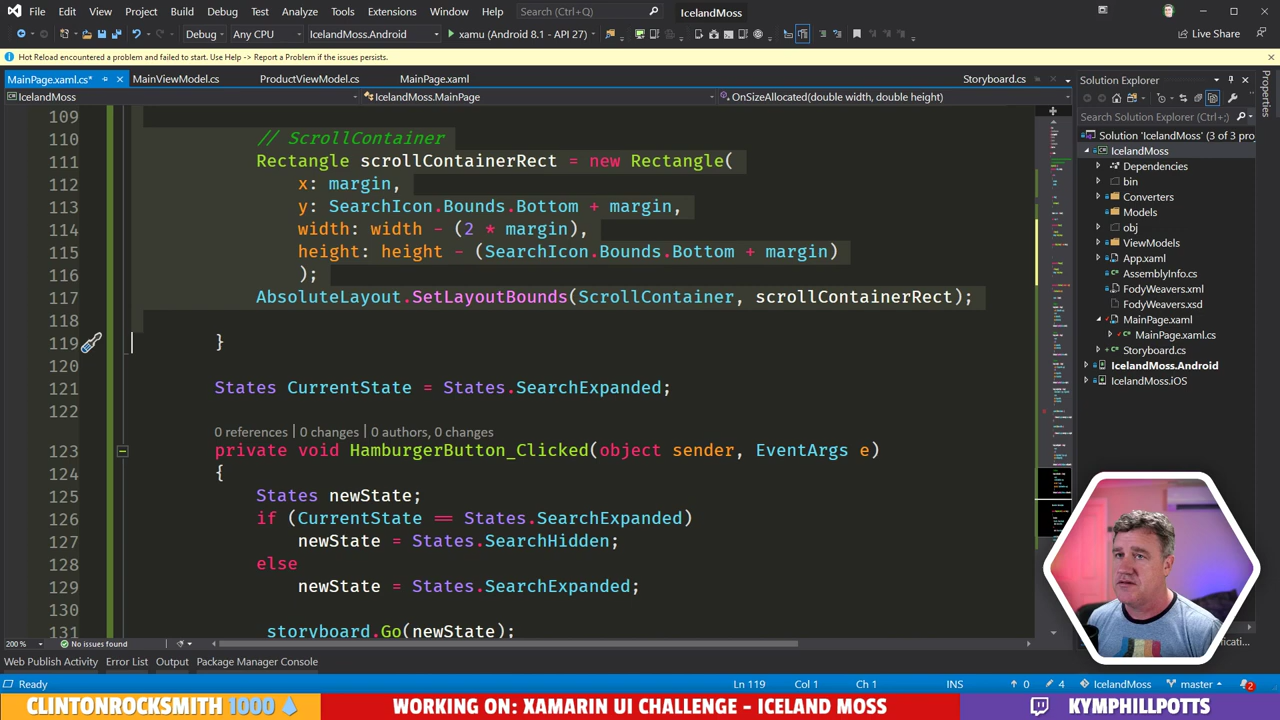 File Edit View Git Project Build Debug Test Analyze Tools Extensions Window Help Search (Ctrl+Q) IcelandMoss
Debug Any CPU IcelandMoss.Android xamu (Android 8.1 - API 27) Live Share
Hot Reload encountered a problem and failed to start. Use Help -> Report a Problem if the issues persists.
MainPage.xaml.cs* MainViewModel.cs ProductViewModel.cs MainPage.xaml Storyboard.cs
IcelandMoss IcelandMoss.MainPage OnSizeAllocated(double width, double height)
Solution Explorer
Search Solution Explorer (Ctrl+;)
Solution 'IcelandMoss' (3 of 3 pro
IcelandMoss
Dependencies
bin
Converters
Models
obj
ViewModels
App.xaml
AssemblyInfo.cs
FodyWeavers.xml
FodyWeavers.xsd
MainPage.xaml
MainPage.xaml.cs
Storyboard.cs
IcelandMoss.Android
IcelandMoss.iOS
Properties
109
110 // ScrollContainer
111 Rectangle scrollContainerRect = new Rectangle(
112 x: margin,
113 y: SearchIcon.Bounds.Bottom + margin,
114 width: width - (2 * margin),
115 height: height - (SearchIcon.Bounds.Bottom + margin)
116 );
117 AbsoluteLayout.SetLayoutBounds(ScrollContainer, scrollContainerRect);
118
119 }
120
121 States CurrentState = States.SearchExpanded;
122
0 references | 0 changes | 0 authors, 0 changes
123 private void HamburgerButton_Clicked(object sender, EventArgs e)
124 {
125 States newState;
126 if (CurrentState == States.SearchExpanded)
127 newState = States.SearchHidden;
128 else
129 newState = States.SearchExpanded;
130
131 storyboard.Go(newState);
200 % No issues found
Web Publish Activity Error List Output Package Manager Console
Ready Ln 119 Col 1 Ch 1 INS 0 4 IcelandMoss master 2
CLINTONROCKSMITH 1000 WORKING ON: XAMARIN UI CHALLENGE - ICELAND MOSS KYMPHILLPOTTS